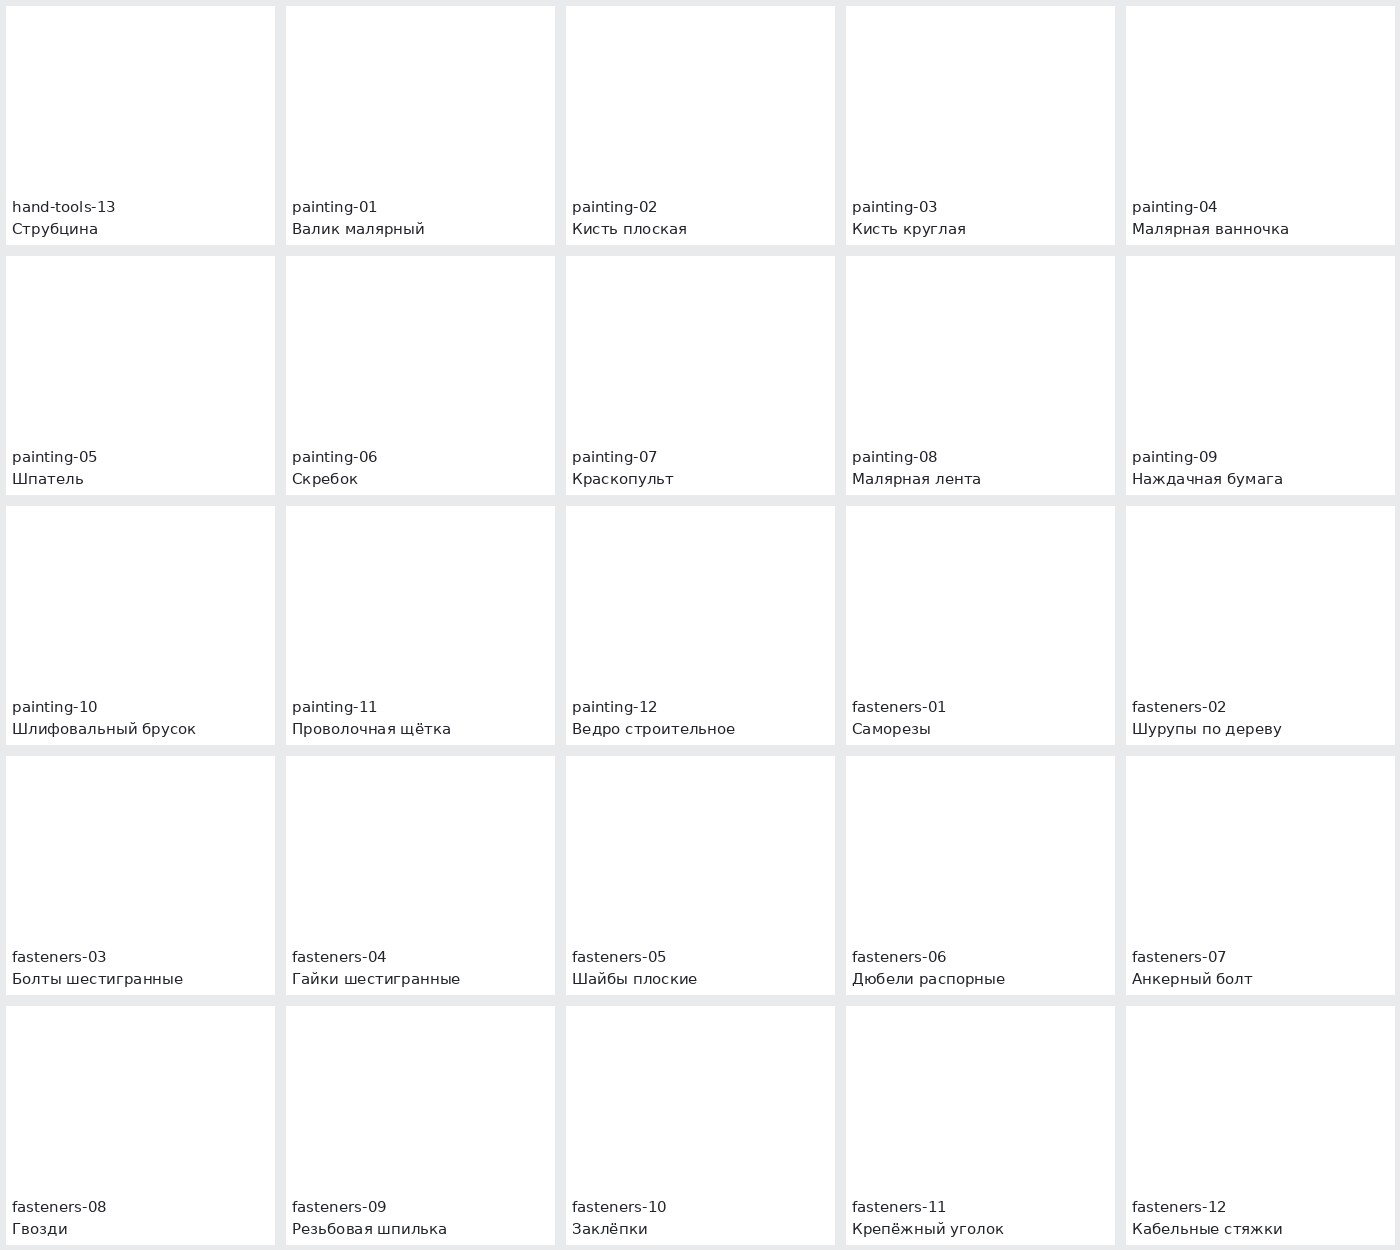 hand-tools-13
Струбцина
painting-01
Валик малярный
painting-02
Кисть плоская
painting-03
Кисть круглая
painting-04
Малярная ванночка
painting-05
Шпатель
painting-06
Скребок
painting-07
Краскопульт
painting-08
Малярная лента
painting-09
Наждачная бумага
painting-10
Шлифовальный брусок
painting-11
Проволочная щётка
painting-12
Ведро строительное
fasteners-01
Саморезы
fasteners-02
Шурупы по дереву
fasteners-03
Болты шестигранные
fasteners-04
Гайки шестигранные
fasteners-05
Шайбы плоские
fasteners-06
Дюбели распорные
fasteners-07
Анкерный болт
fasteners-08
Гвозди
fasteners-09
Резьбовая шпилька
fasteners-10
Заклёпки
fasteners-11
Крепёжный уголок
fasteners-12
Кабельные стяжки